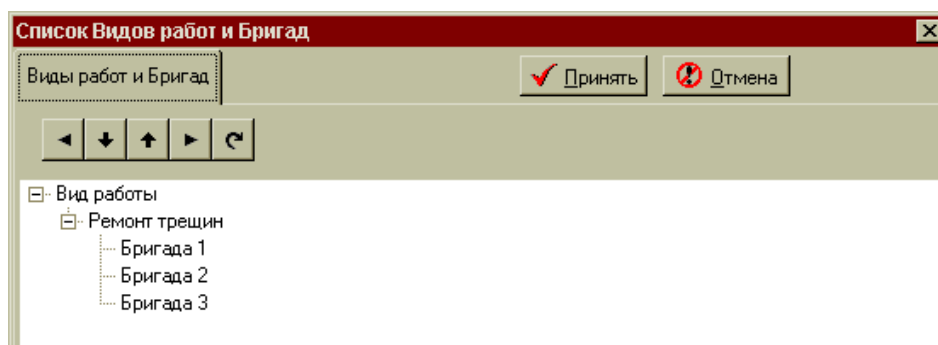 Список Видов работ и Бригад
Виды работ и Бригад
Принять
Отмена
Вид работы
Ремонт трещин
Бригада 1
Бригада 2
Бригада 3